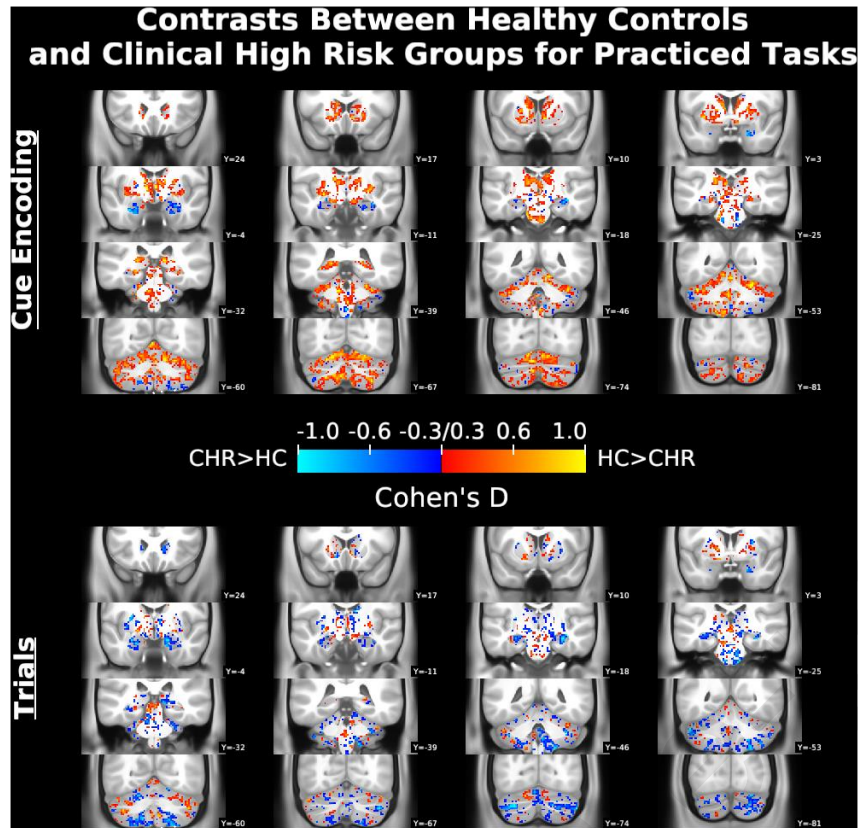 Contrasts Between Healthy Controls
and Clinical High Risk Groups for Practiced Tasks
Cue Encoding
Y=24
Y=17
Y=10
Y=3
Y=-4
Y=-11
Y=-18
Y=-25
Y=-32
Y=-39
Y=-46
Y=-53
Y=-60
Y=-67
Y=-74
Y=-81
-1.0 -0.6 -0.3/0.3 0.6 1.0
CHR>HC HC>CHR
Cohen's D
Trials
Y=24
Y=17
Y=10
Y=3
Y=-4
Y=-11
Y=-18
Y=-25
Y=-32
Y=-39
Y=-46
Y=-53
Y=-60
Y=-67
Y=-74
Y=-81